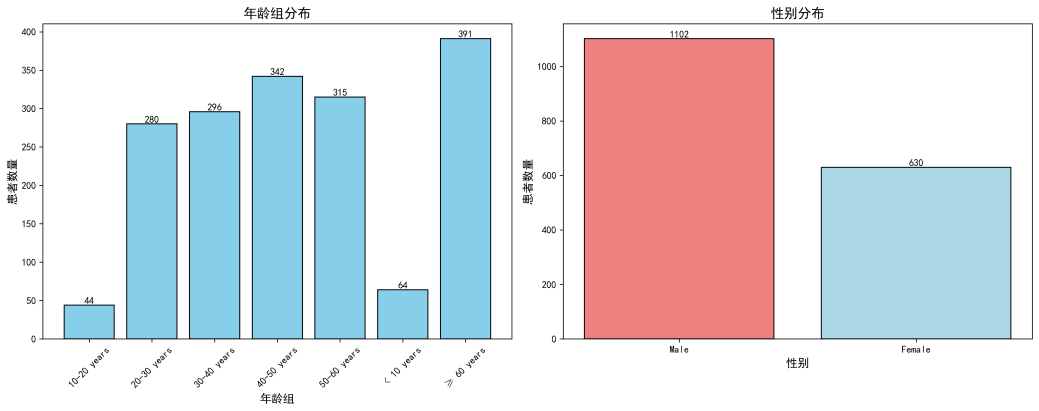 年龄组分布
400
350
300
250
200
150
100
50
0
患者数量
44
280
296
342
315
64
391
10-20 years
20-30 years
30-40 years
40-50 years
50-60 years
< 10 years
≥ 60 years
年龄组
性别分布
1000
800
600
400
200
0
患者数量
1102
630
Male
Female
性别